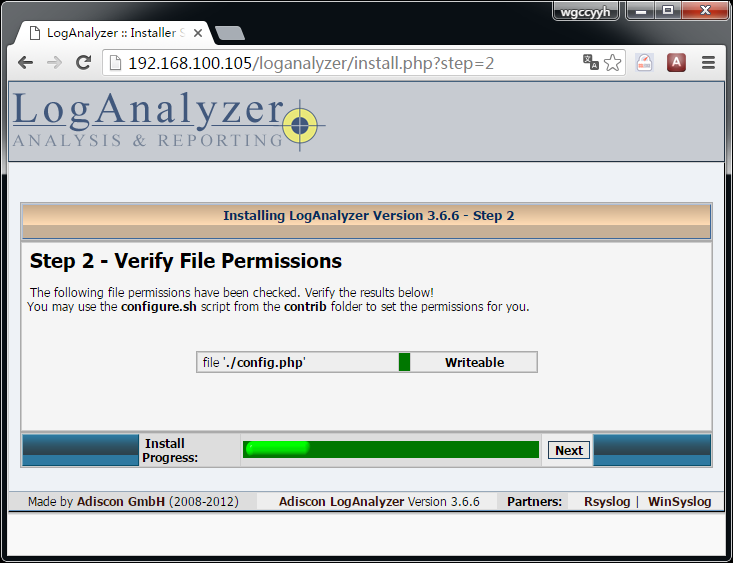 wgccyyh
LogAnalyzer :: Installer S
192.168.100.105/loganalyzer/install.php?step=2
LogAnalyzer
ANALYSIS & REPORTING
Installing LogAnalyzer Version 3.6.6 - Step 2
Step 2 - Verify File Permissions
The following file permissions have been checked. Verify the results below!
You may use the configure.sh script from the contrib folder to set the permissions for you.
file './config.php' Writeable
Install
Progress:
Next
Made by Adiscon GmbH (2008-2012) Adiscon LogAnalyzer Version 3.6.6 Partners: Rsyslog | WinSyslog